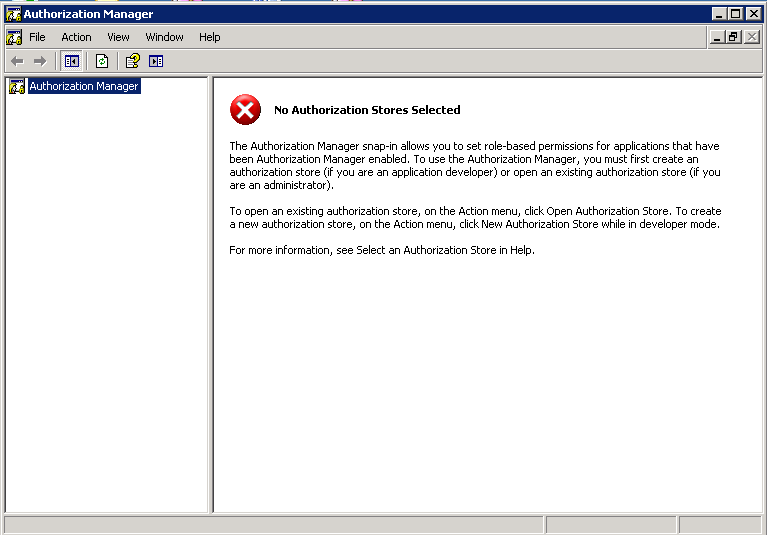 Authorization Manager
File Action View Window Help
Authorization Manager
No Authorization Stores Selected
The Authorization Manager snap-in allows you to set role-based permissions for applications that have
been Authorization Manager enabled. To use the Authorization Manager, you must first create an
authorization store (if you are an application developer) or open an existing authorization store (if you
are an administrator).
To open an existing authorization store, on the Action menu, click Open Authorization Store. To create
a new authorization store, on the Action menu, click New Authorization Store while in developer mode.
For more information, see Select an Authorization Store in Help.